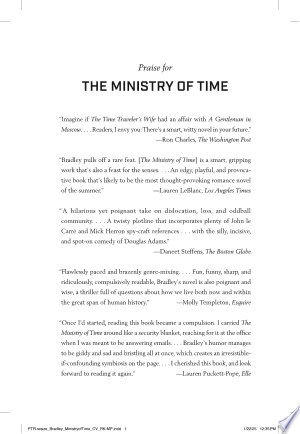 Praise for
THE MINISTRY OF TIME
“Imagine if The Time Traveler’s Wife had an affair with A Gentleman in
Moscow. . . . Readers, I envy you: There’s a smart, witty novel in your future.”
—Ron Charles, The Washington Post
“Bradley pulls off a rare feat. [The Ministry of Time] is a smart, gripping
work that’s also a feast for the senses. . . . An edgy, playful, and provoca-
tive book that’s likely to be the most thought-provoking romance novel
of the summer.” —Lauren LeBlanc, Los Angeles Times
“A hilarious yet poignant take on dislocation, loss, and oddball
community. . . . A twisty plotline that incorporates plenty of John le
Carré and Mick Herron spy-craft references . . . with the silly, incisive,
and spot-on comedy of Douglas Adams.”
—Daneet Steffens, The Boston Globe
“Flawlessly paced and brazenly genre-mixing. . . . Fun, funny, sharp, and
ridiculously, compulsively readable, Bradley’s novel is also poignant and
wise, a thriller full of questions about how we live both now and within
the great span of human history.” —Molly Templeton, Esquire
“Once I’d started, reading this book became a compulsion. I carried The
Ministry of Time around like a security blanket, reaching for it at the office
when I was meant to be answering emails. . . . Bradley’s humor manages
to be giddy and sad and bristling all at once, which creates an irresistible-
if-confounding symbiosis on the page. . . . I cherished this book, and look
forward to reading it again.” —Lauren Puckett-Pope, Elle